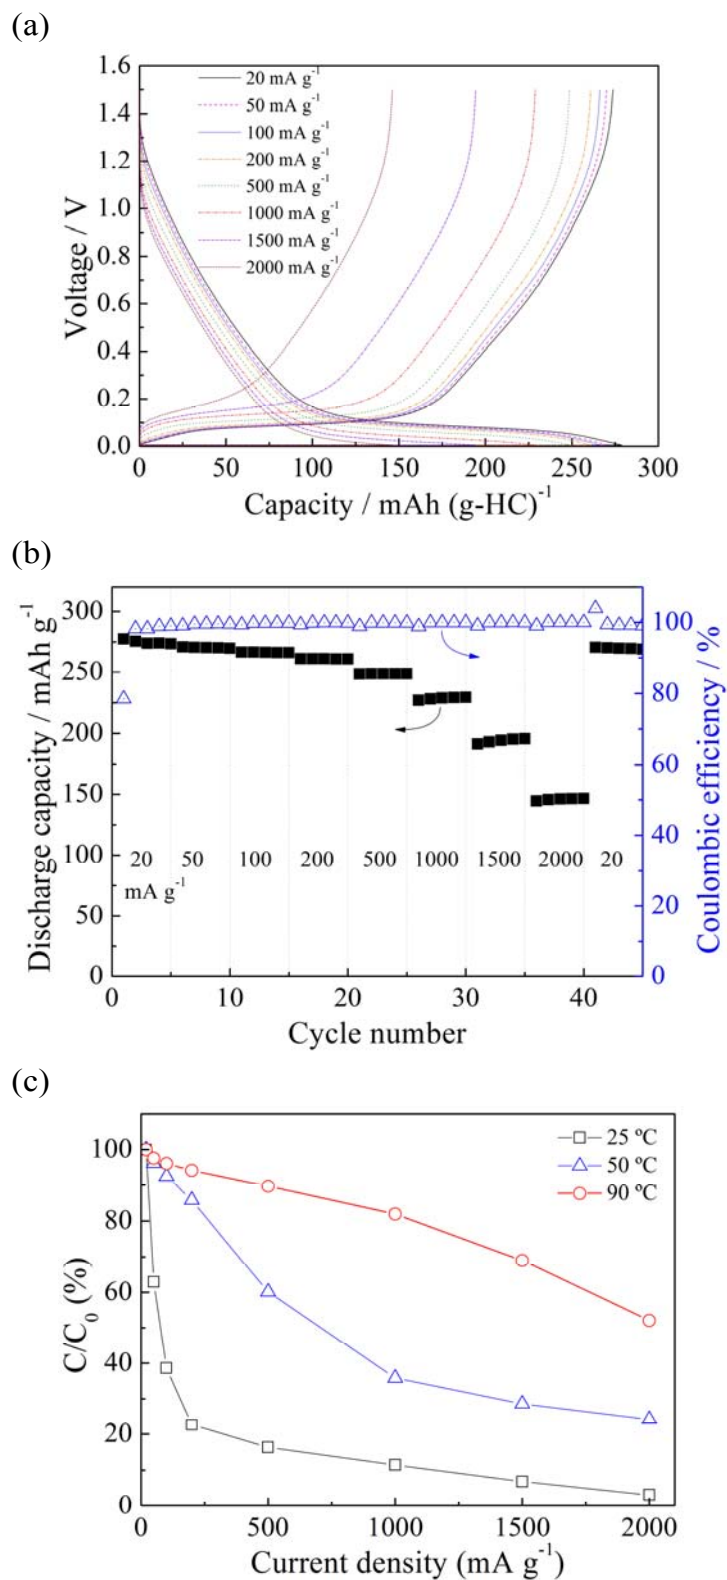 (a)
1.6
1.4
1.2
1.0
0.8
0.6
0.4
0.2
0.0
Voltage / V
20 mA g⁻¹
50 mA g⁻¹
100 mA g⁻¹
200 mA g⁻¹
500 mA g⁻¹
1000 mA g⁻¹
1500 mA g⁻¹
2000 mA g⁻¹
0 50 100 150 200 250 300
Capacity / mAh (g-HC)⁻¹
(b)
300
250
200
150
100
50
0
Discharge capacity / mAh g⁻¹
20 50 100 200 500 1000 1500 2000 20
mA g⁻¹
100
80
60
40
20
0
Coulombic efficiency / %
0 10 20 30 40
Cycle number
(c)
100
80
60
40
20
0
C/C₀ (%)
25 ºC
50 ºC
90 ºC
0 500 1000 1500 2000
Current density (mA g⁻¹)